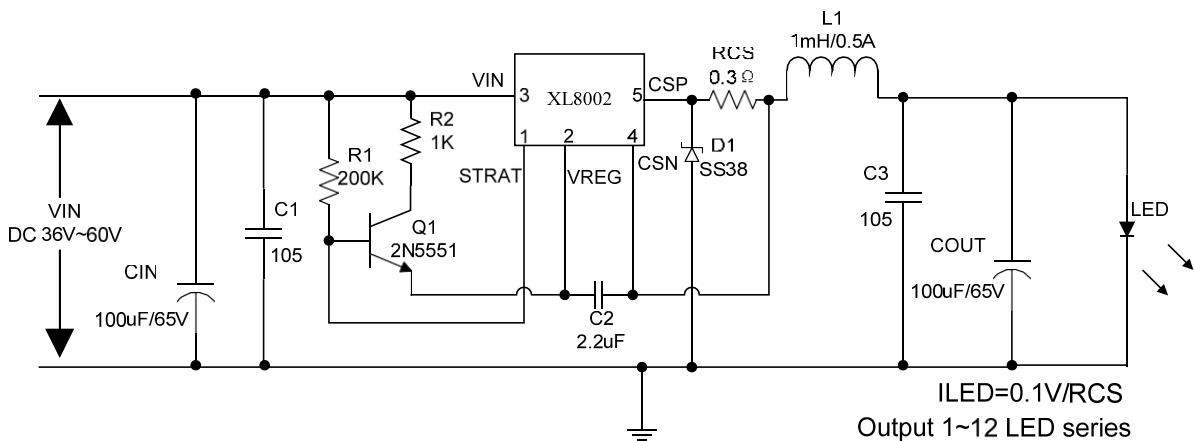 L1
1mH/0.5A
RCS
0.3 Ω
VIN
CSP
XL8002
3
5
1
2
4
R2
1K
R1
200K
STRAT
VREG
CSN
D1
SS38
C3
105
LED
VIN
DC 36V~60V
C1
105
Q1
2N5551
CIN
100uF/65V
COUT
100uF/65V
C2
2.2uF
ILED=0.1V/RCS
Output 1~12 LED series